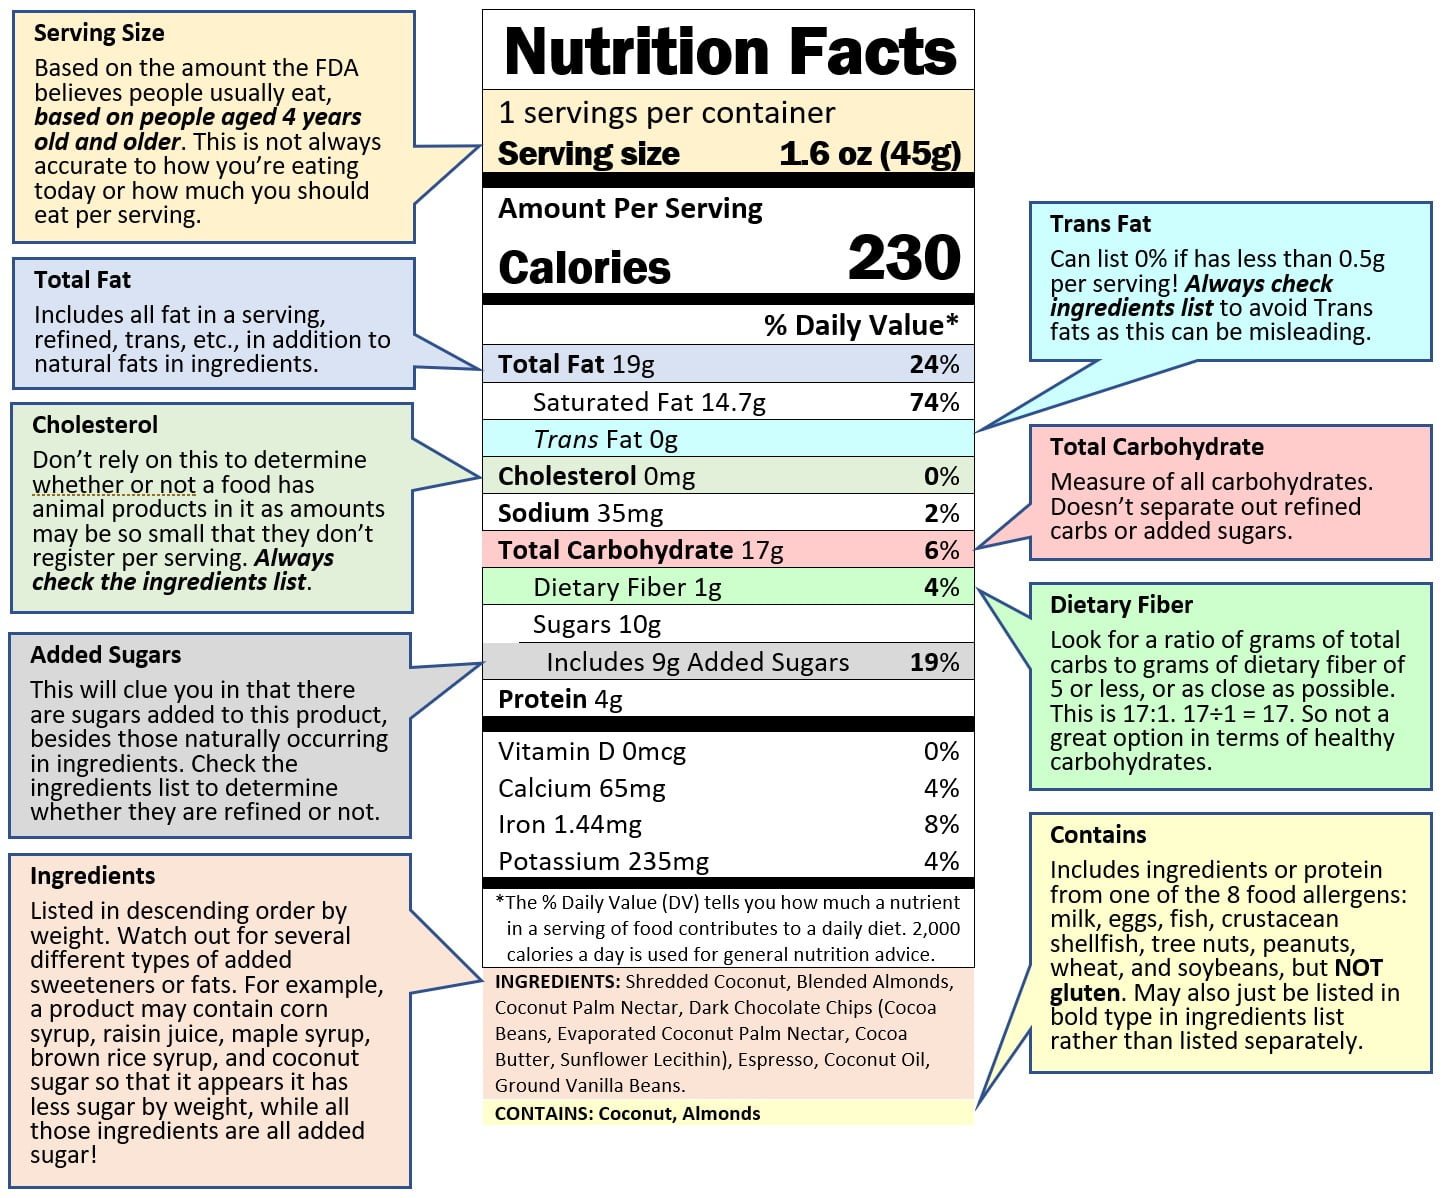 Serving Size
Based on the amount the FDA
believes people usually eat,
based on people aged 4 years
old and older. This is not always
accurate to how you’re eating
today or how much you should
eat per serving.
Total Fat
Includes all fat in a serving,
refined, trans, etc., in addition to
natural fats in ingredients.
Cholesterol
Don’t rely on this to determine
whether or not a food has
animal products in it as amounts
may be so small that they don’t
register per serving. Always
check the ingredients list.
Added Sugars
This will clue you in that there
are sugars added to this product,
besides those naturally occurring
in ingredients. Check the
ingredients list to determine
whether they are refined or not.
Ingredients
Listed in descending order by
weight. Watch out for several
different types of added
sweeteners or fats. For example,
a product may contain corn
syrup, raisin juice, maple syrup,
brown rice syrup, and coconut
sugar so that it appears it has
less sugar by weight, while all
those ingredients are all added
sugar!
Nutrition Facts
1 servings per container
Serving size 1.6 oz (45g)
Amount Per Serving
Calories 230
% Daily Value*
Total Fat 19g 24%
Saturated Fat 14.7g 74%
Trans Fat 0g
Cholesterol 0mg 0%
Sodium 35mg 2%
Total Carbohydrate 17g 6%
Dietary Fiber 1g 4%
Sugars 10g
Includes 9g Added Sugars 19%
Protein 4g
Vitamin D 0mcg 0%
Calcium 65mg 4%
Iron 1.44mg 8%
Potassium 235mg 4%
*The % Daily Value (DV) tells you how much a nutrient
in a serving of food contributes to a daily diet. 2,000
calories a day is used for general nutrition advice.
INGREDIENTS: Shredded Coconut, Blended Almonds,
Coconut Palm Nectar, Dark Chocolate Chips (Cocoa
Beans, Evaporated Coconut Palm Nectar, Cocoa
Butter, Sunflower Lecithin), Espresso, Coconut Oil,
Ground Vanilla Beans.
CONTAINS: Coconut, Almonds
Trans Fat
Can list 0% if has less than 0.5g
per serving! Always check
ingredients list to avoid Trans
fats as this can be misleading.
Total Carbohydrate
Measure of all carbohydrates.
Doesn’t separate out refined
carbs or added sugars.
Dietary Fiber
Look for a ratio of grams of total
carbs to grams of dietary fiber of
5 or less, or as close as possible.
This is 17:1. 17÷1 = 17. So not a
great option in terms of healthy
carbohydrates.
Contains
Includes ingredients or protein
from one of the 8 food allergens:
milk, eggs, fish, crustacean
shellfish, tree nuts, peanuts,
wheat, and soybeans, but NOT
gluten. May also just be listed in
bold type in ingredients list
rather than listed separately.